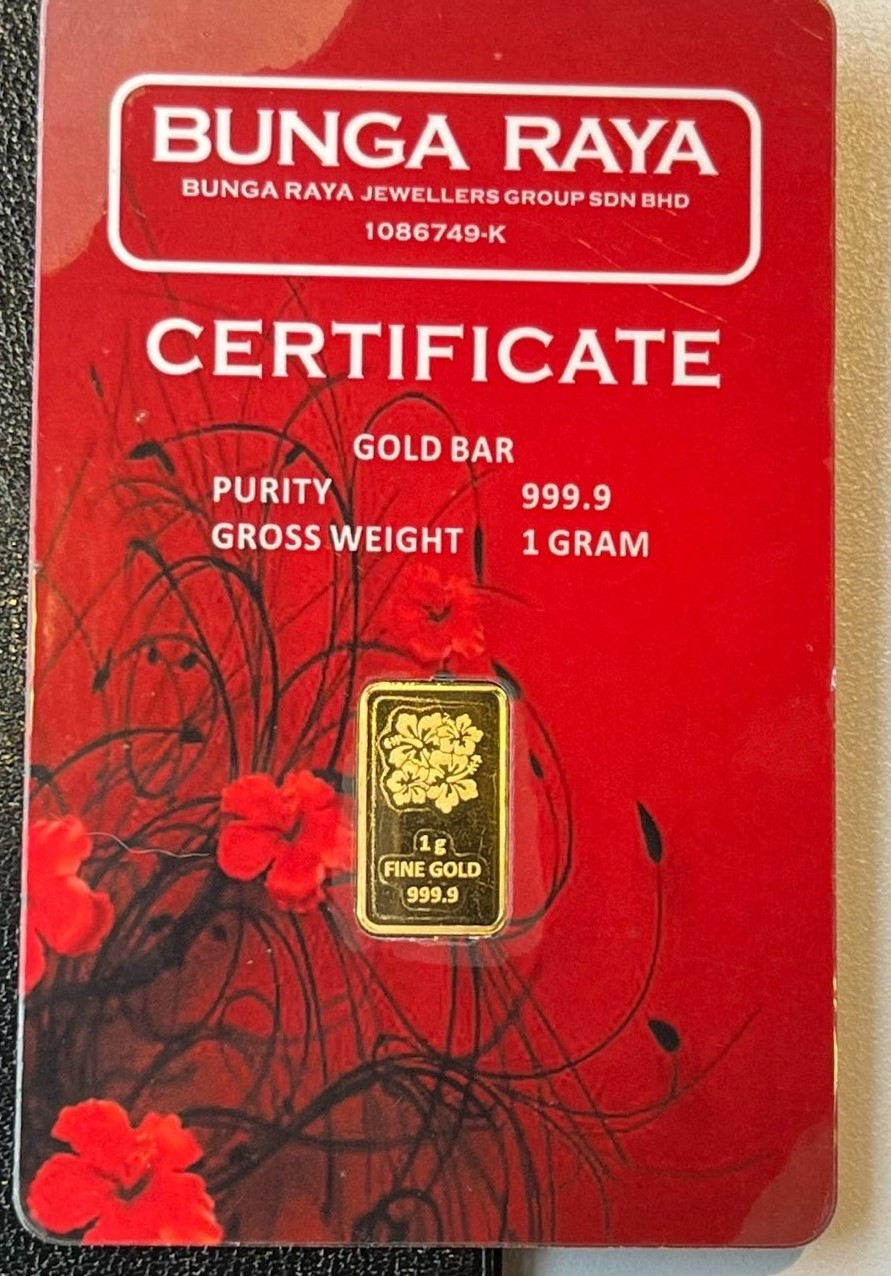 BUNGA RAYA
BUNGA RAYA JEWELLERS GROUP SDN BHD
1086749-K
CERTIFICATE
GOLD BAR
PURITY 999.9
GROSS WEIGHT 1 GRAM
1 g
FINE GOLD
999.9